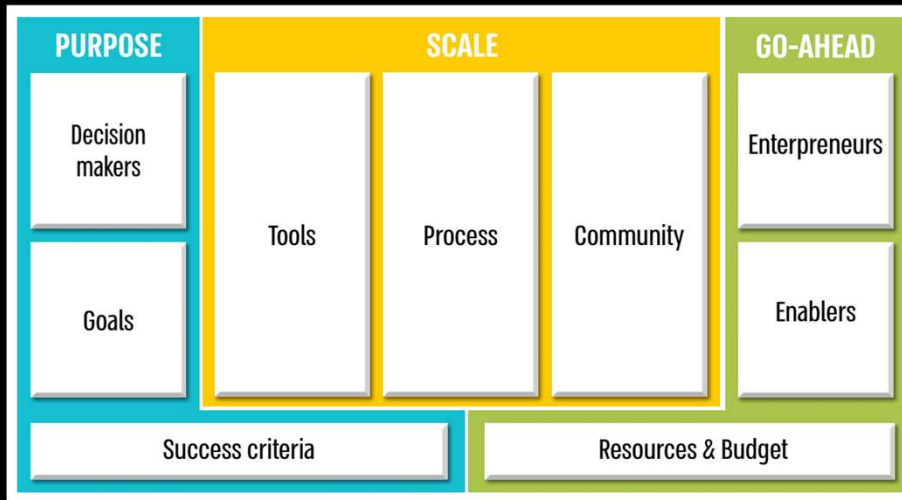 PURPOSE
Decision
makers
Goals
SCALE
Tools
Process
Community
GO-AHEAD
Enterpreneurs
Enablers
Success criteria
Resources & Budget